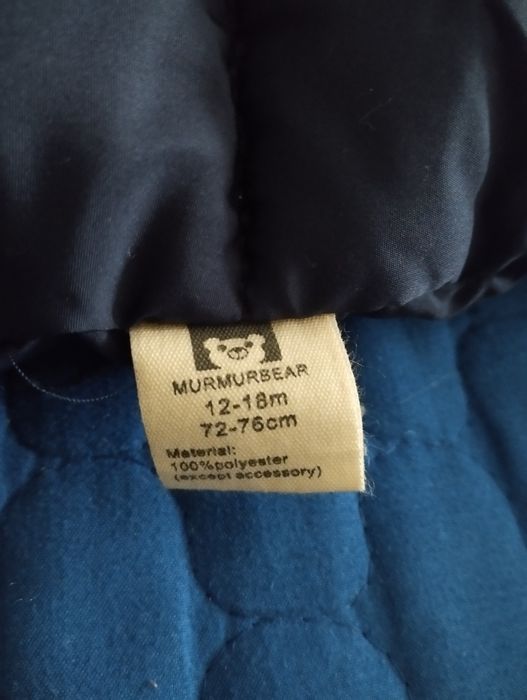 MURMURBEAR
12-18m
72-76cm
Material:
100%polyester
(except accessory)